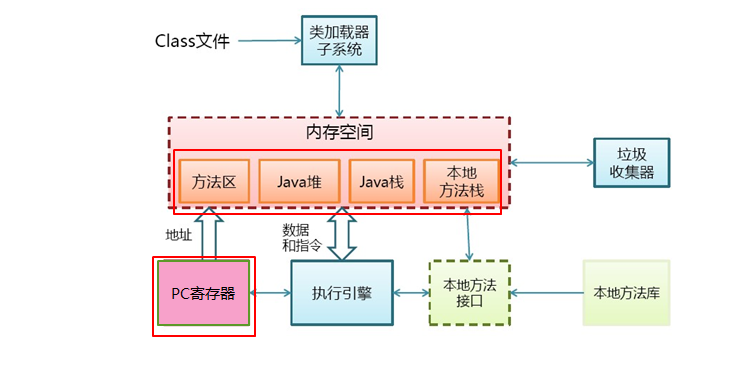 Class文件
类加载器
子系统
内存空间
方法区
Java堆
Java栈
本地
方法栈
垃圾
收集器
地址
数据
和指令
PC寄存器
执行引擎
本地方法
接口
本地方法库